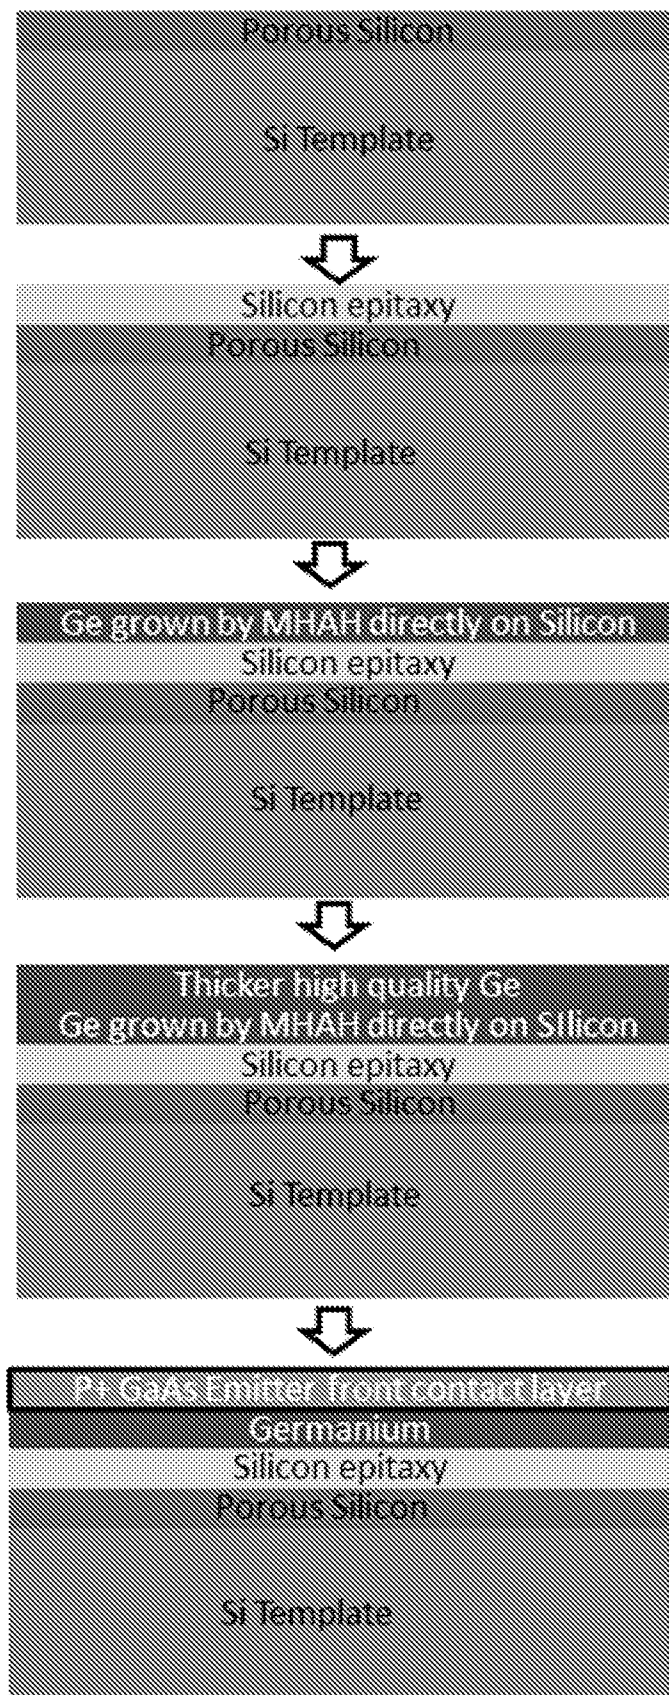 Porous Silicon
Si Template
Silicon epitaxy
Porous Silicon
Si Template
Ge grown by MHAH directly on Silicon
Silicon epitaxy
Porous Silicon
Si Template
Thicker high quality Ge
Ge grown by MHAH directly on Silicon
Silicon epitaxy
Porous Silicon
Si Template
P+ GaAs Emitter front contact layer
Germanium
Silicon epitaxy
Porous Silicon
Si Template